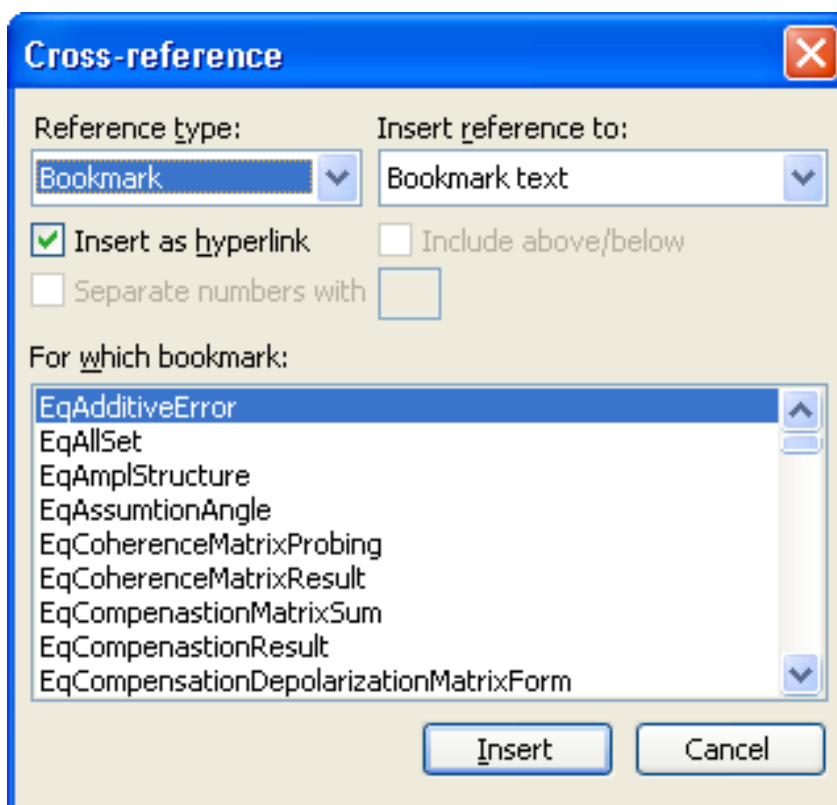 Cross-reference
Reference type: Insert reference to:
Bookmark Bookmark text
Insert as hyperlink Include above/below
Separate numbers with
For which bookmark:
EqAdditiveError
EqAllSet
EqAmplStructure
EqAssumtionAngle
EqCoherenceMatrixProbing
EqCoherenceMatrixResult
EqCompenastionMatrixSum
EqCompenastionResult
EqCompensationDepolarizationMatrixForm
Insert Cancel